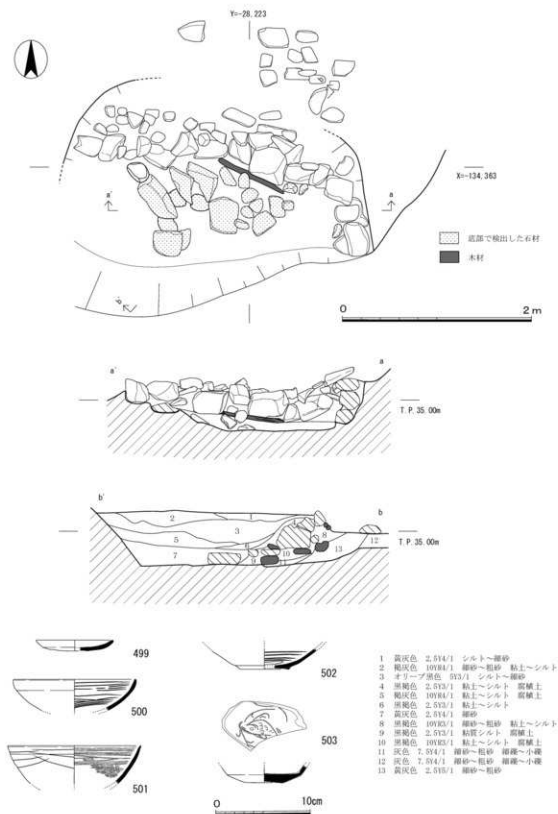 Y=-28,223
X=-134,363
a'
a
b'
底部で検出した石材
木材
0 2m
a'
a
T.P.35.00m
b'
b
T.P.35.00m
1
2
3
5
6
7
8
9
10
11
12
13
499
500
501
502
503
0 10cm
1 黄灰色 2.5Y4/1 シルト～細砂
2 褐灰色 10YR4/1 細砂～粗砂 粘土～シルト
3 オリーブ黒色 5Y3/1 シルト～細砂
4 黒褐色 2.5Y3/1 粘土～シルト 腐植土
5 褐灰色 10YR4/1 粘土～シルト 腐植土
6 黒褐色 2.5Y3/1 粘土～シルト
7 黄灰色 2.5Y4/1 細砂
8 黒褐色 10YR3/1 細砂～粗砂 粘土～シルト
9 黒褐色 2.5Y3/1 粘質シルト 腐植土
10 黒褐色 10YR3/1 粘土～シルト 腐植土
11 灰色 7.5Y4/1 細砂～粗砂 細礫～小礫
12 灰色 7.5Y4/1 細砂～粗砂 細礫～小礫
13 黄灰色 2.5Y5/1 細砂～粗砂